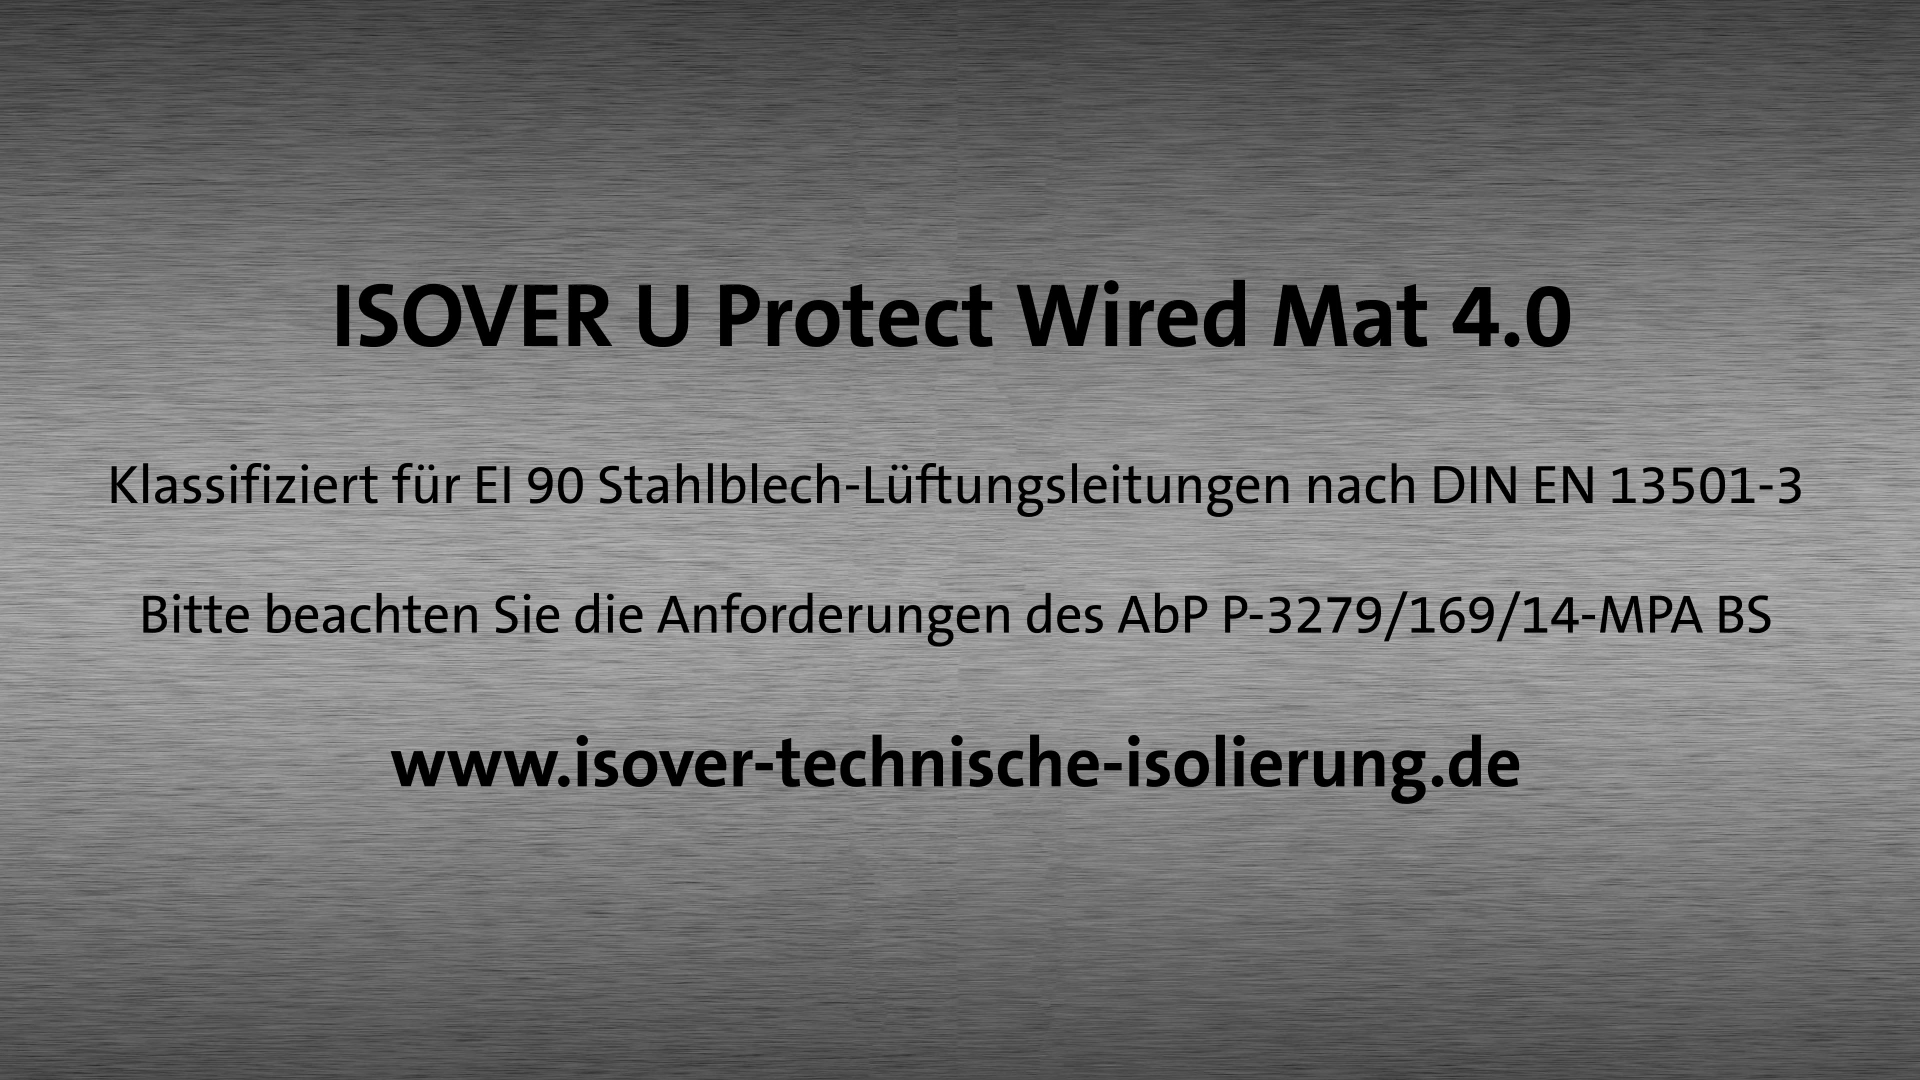 ISOVER U Protect Wired Mat 4.0
Klassifiziert für EI 90 Stahlblech-Lüftungsleitungen nach DIN EN 13501-3
Bitte beachten Sie die Anforderungen des AbP P-3279/169/14-MPA BS
www.isover-technische-isolierung.de